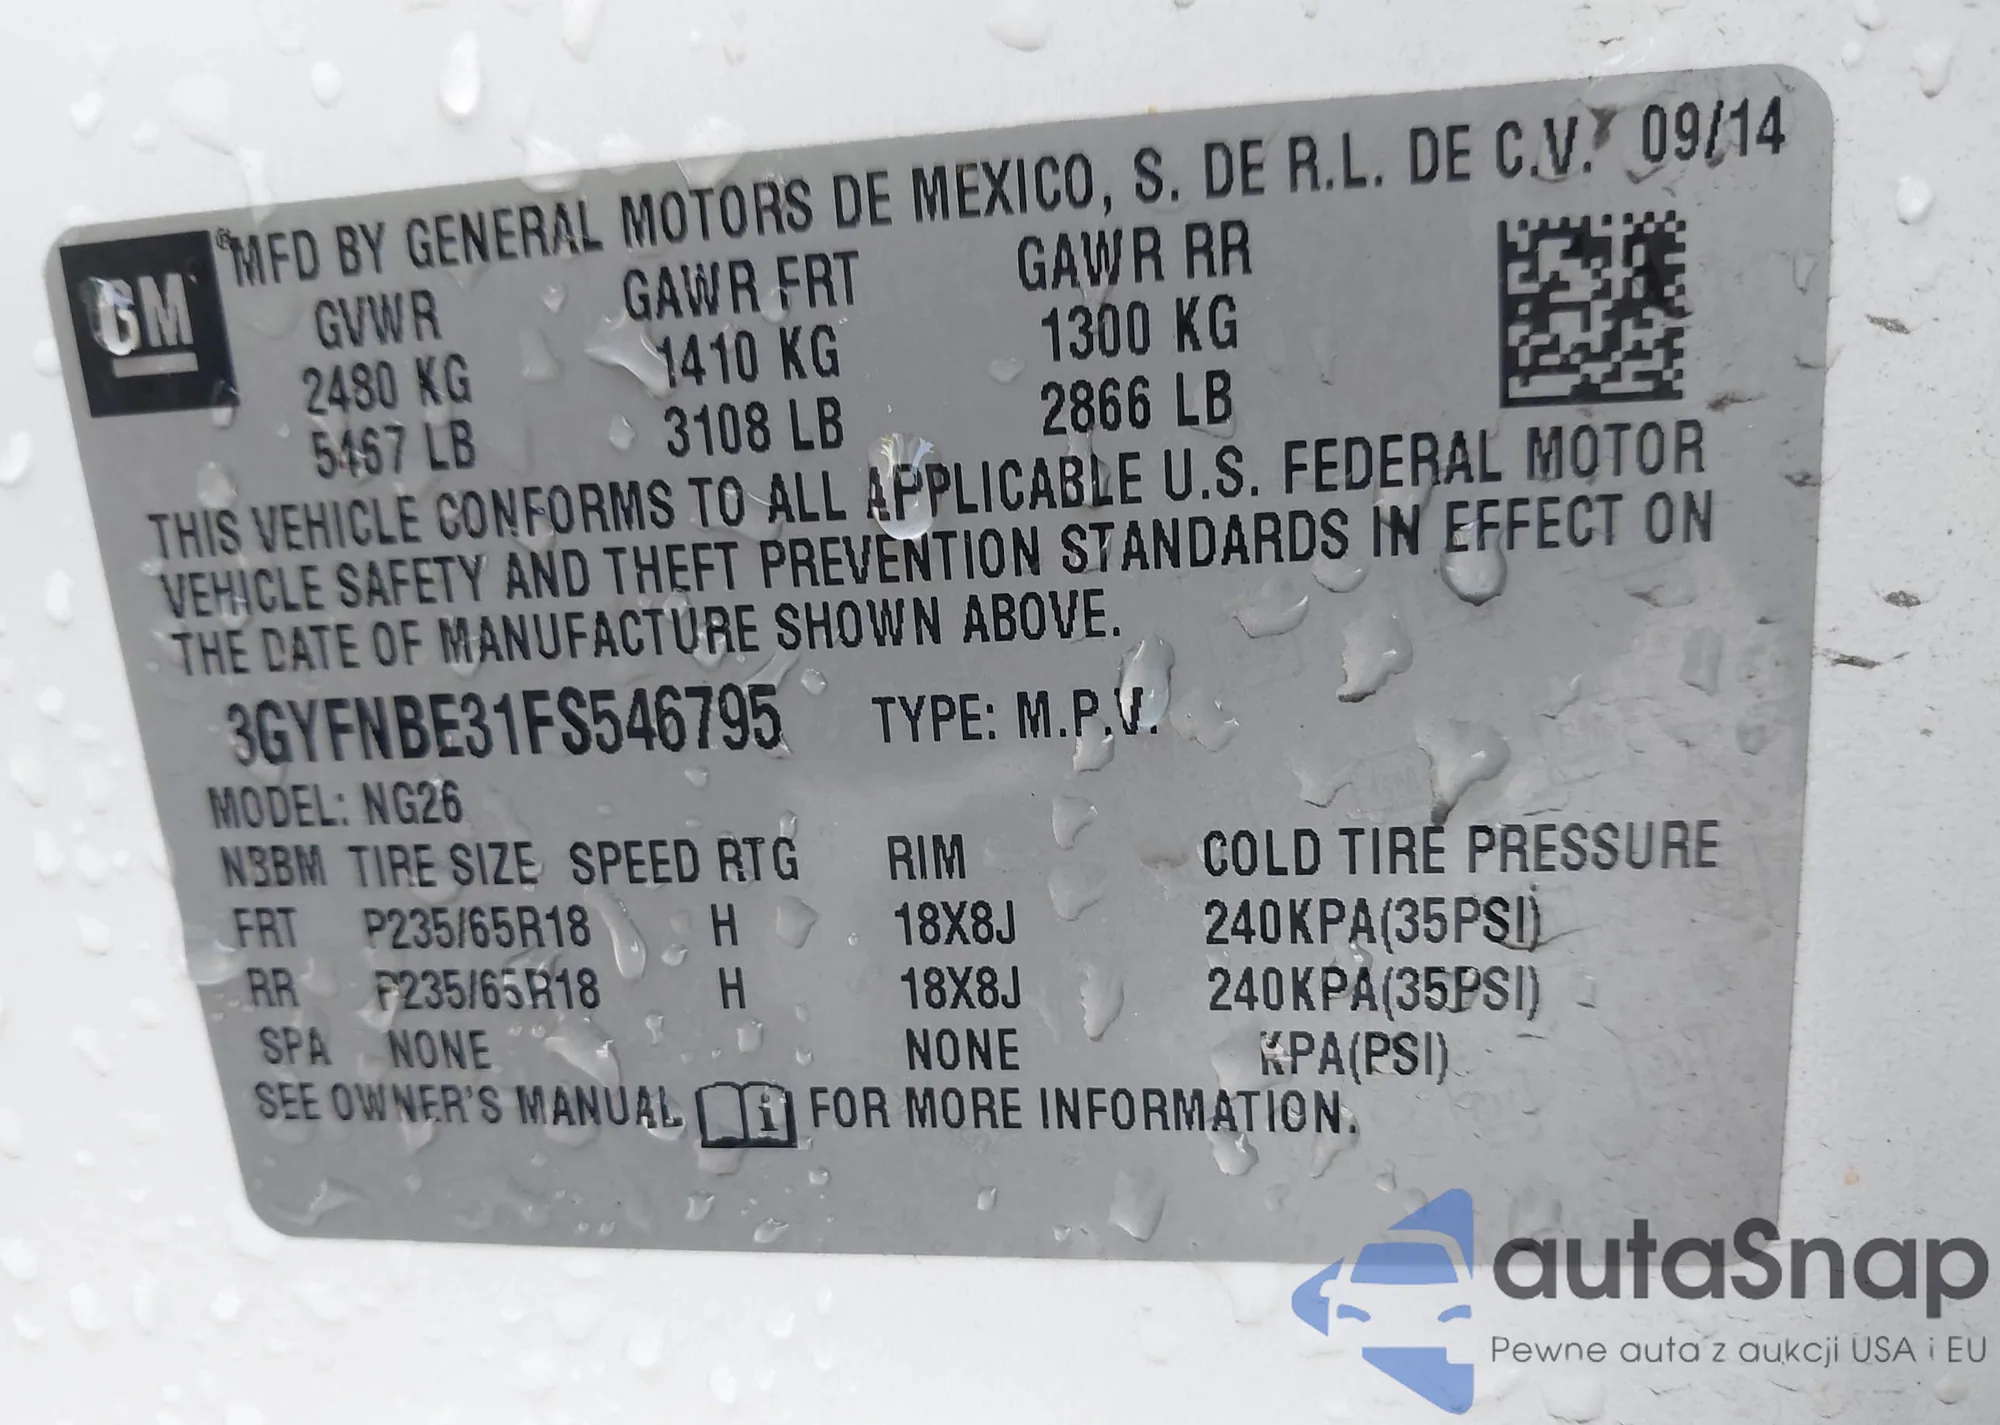 GM ® MFD BY GENERAL MOTORS DE MEXICO, S. DE R.L. DE C.V. 09/14
GVWR GAWR FRT GAWR RR
2480 KG 1410 KG 1300 KG
5467 LB 3108 LB 2866 LB
THIS VEHICLE CONFORMS TO ALL APPLICABLE U.S. FEDERAL MOTOR
VEHICLE SAFETY AND THEFT PREVENTION STANDARDS IN EFFECT ON
THE DATE OF MANUFACTURE SHOWN ABOVE.
3GYFNBE31FS546795 TYPE: M.P.V.
MODEL: NG26
NBBM TIRE SIZE SPEED RTG RIM COLD TIRE PRESSURE
FRT P235/65R18 H 18X8J 240KPA(35PSI)
RR P235/65R18 H 18X8J 240KPA(35PSI)
SPA NONE NONE KPA(PSI)
SEE OWNER'S MANUAL i FOR MORE INFORMATION.
autaSnap
Pewne auta z aukcji USA i EU